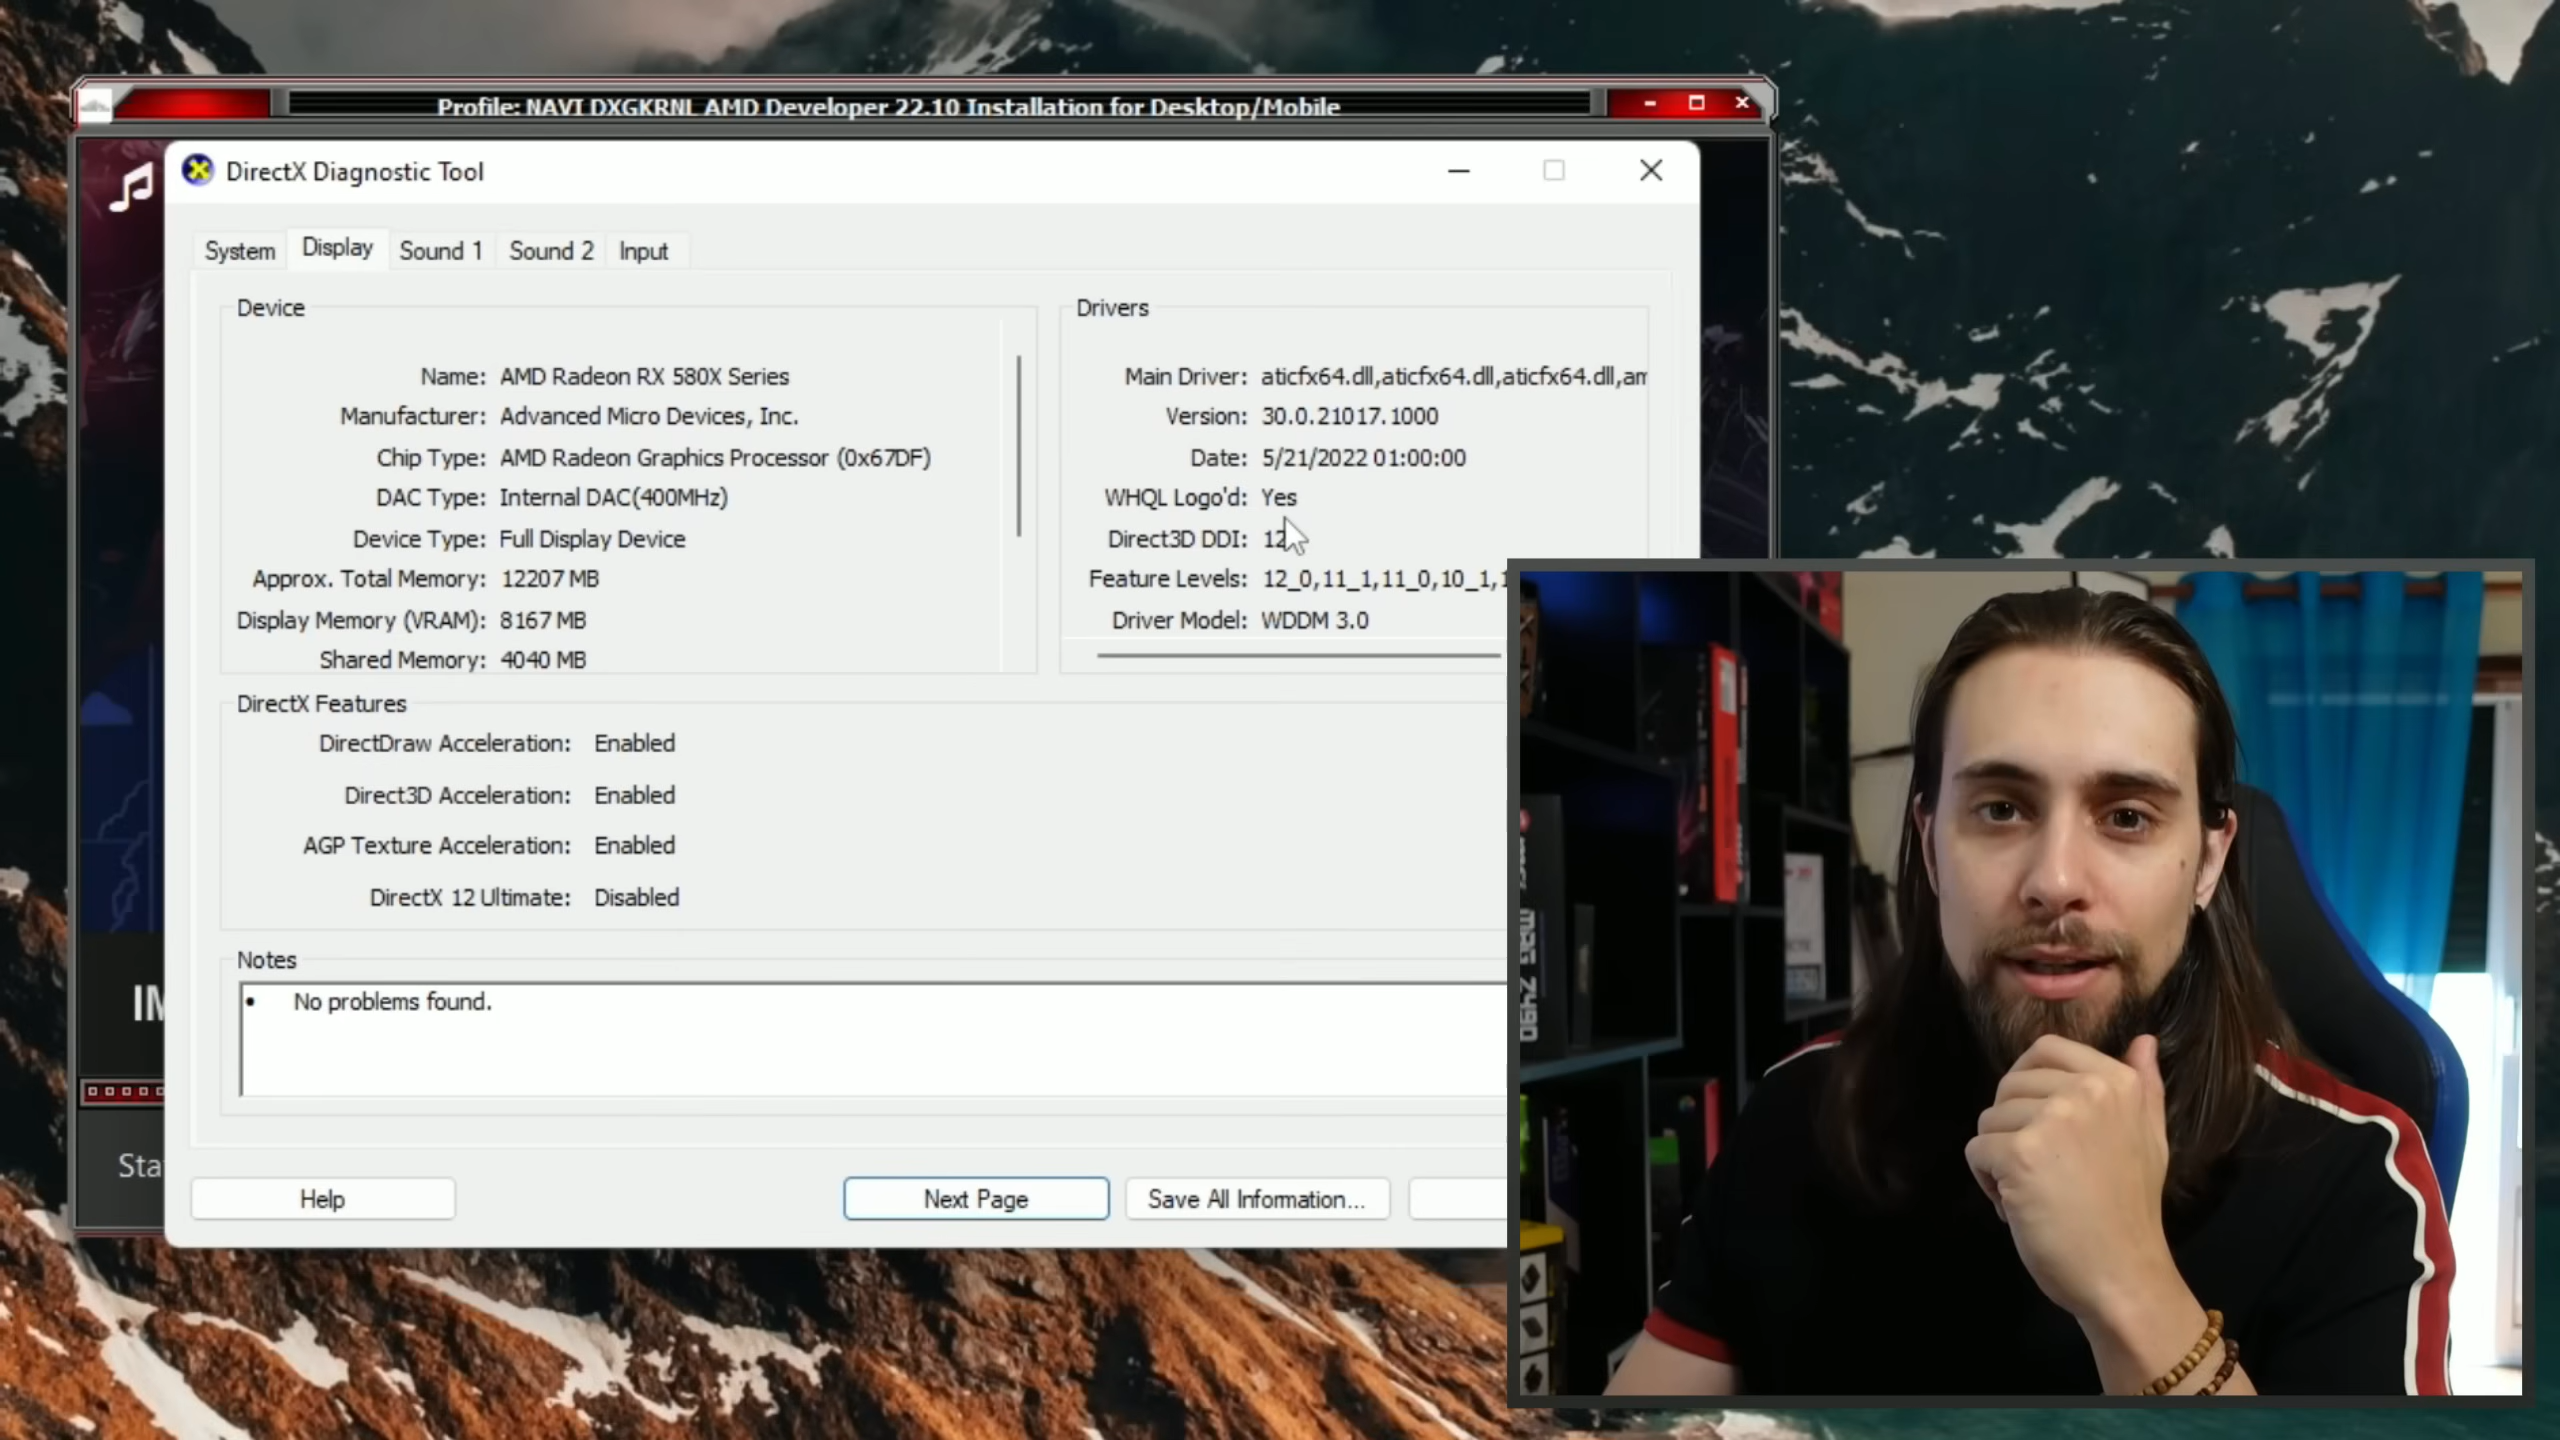 Profile: NAVI DXGKRNL AMD Developer 22.10 Installation for Desktop/Mobile
DirectX Diagnostic Tool
System
Display
Sound 1
Sound 2
Input
Device
Name: AMD Radeon RX 580X Series
Manufacturer: Advanced Micro Devices, Inc.
Chip Type: AMD Radeon Graphics Processor (0x67DF)
DAC Type: Internal DAC(400MHz)
Device Type: Full Display Device
Approx. Total Memory: 12207 MB
Display Memory (VRAM): 8167 MB
Shared Memory: 4040 MB
Drivers
Main Driver: aticfx64.dll,aticfx64.dll,aticfx64.dll,am
Version: 30.0.21017.1000
Date: 5/21/2022 01:00:00
WHQL Logo'd: Yes
Direct3D DDI: 12
Feature Levels: 12_0,11_1,11_0,10_1,1
Driver Model: WDDM 3.0
DirectX Features
DirectDraw Acceleration: Enabled
Direct3D Acceleration: Enabled
AGP Texture Acceleration: Enabled
DirectX 12 Ultimate: Disabled
Notes
• No problems found.
IM
Sta
Help
Next Page
Save All Information...